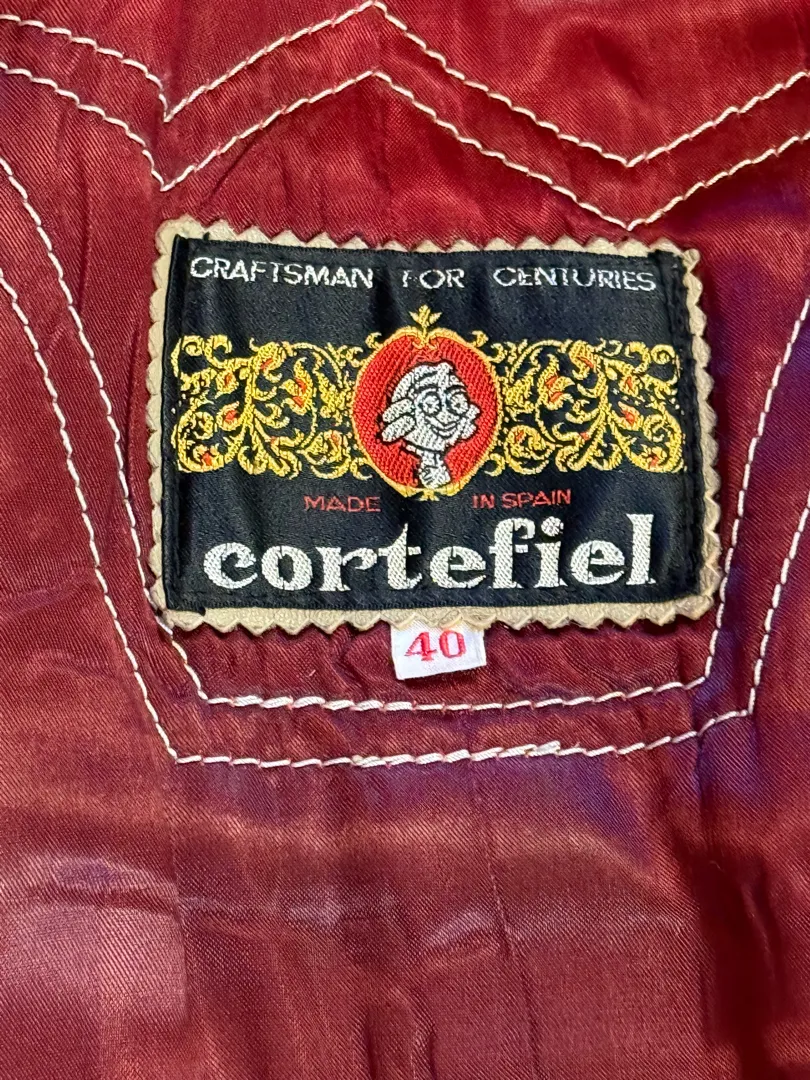 CRAFTSMAN FOR CENTURIES
MADE IN SPAIN
cortefiel
40